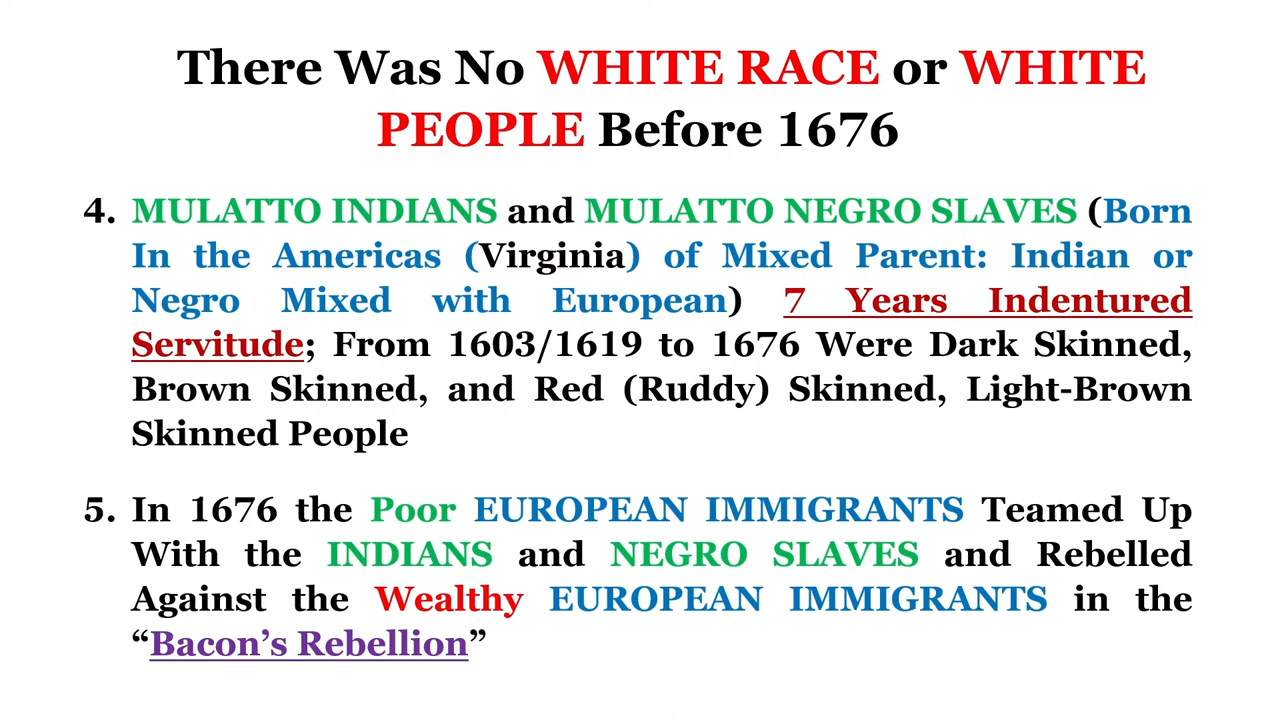 There Was No WHITE RACE or WHITE
PEOPLE Before 1676
4. MULATTO INDIANS and MULATTO NEGRO SLAVES (Born
In the Americas (Virginia) of Mixed Parent: Indian or
Negro Mixed with European) 7 Years Indentured
Servitude; From 1603/1619 to 1676 Were Dark Skinned,
Brown Skinned, and Red (Ruddy) Skinned, Light-Brown
Skinned People
5. In 1676 the Poor EUROPEAN IMMIGRANTS Teamed Up
With the INDIANS and NEGRO SLAVES and Rebelled
Against the Wealthy EUROPEAN IMMIGRANTS in the
“Bacon’s Rebellion”